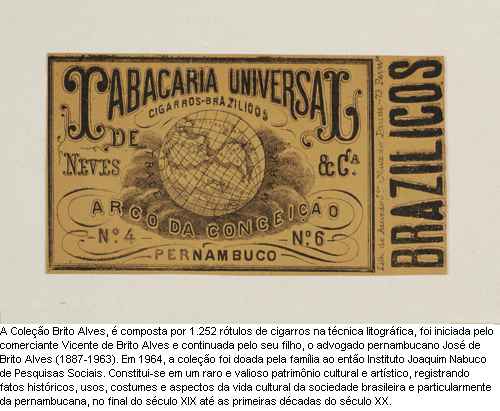 TABACARIA UNIVERSAL
CIGARROS-BRAZILICOS
DE
NEVES & Cª
ARCO DA CONCEIÇAO
Nº. 4 Nº. 6
PERNAMBUCO
BRAZILICOS
A Coleção Brito Alves, é composta por 1.252 rótulos de cigarros na técnica litográfica, foi iniciada pelo
comerciante Vicente de Brito Alves e continuada pelo seu filho, o advogado pernambucano José de
Brito Alves (1887-1963). Em 1964, a coleção foi doada pela família ao então Instituto Joaquim Nabuco
de Pesquisas Sociais. Constitui-se em um raro e valioso patrimônio cultural e artístico, registrando
fatos históricos, usos, costumes e aspectos da vida cultural da sociedade brasileira e particularmente
da pernambucana, no final do século XIX até as primeiras décadas do século XX.